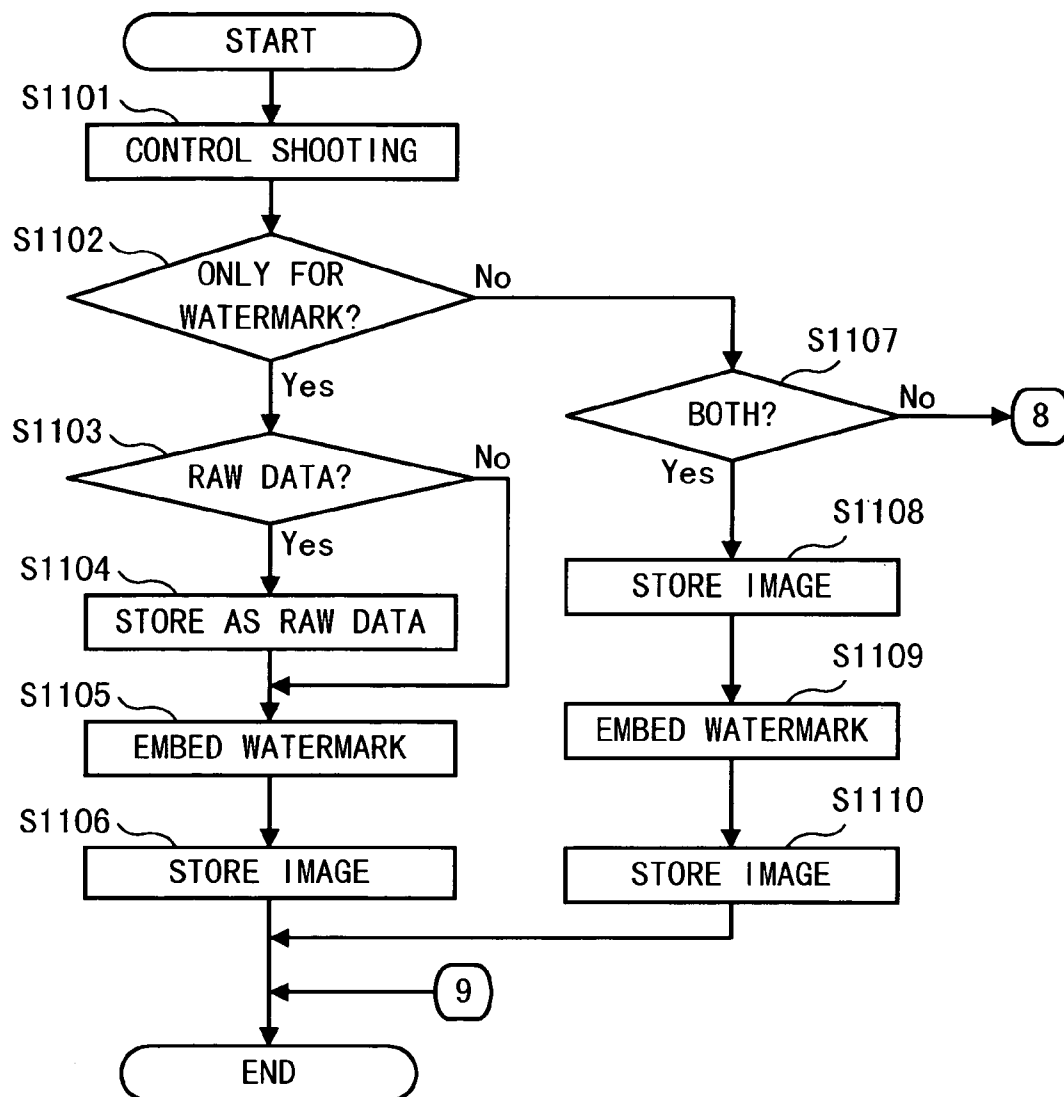 START
S1101
CONTROL SHOOTING
S1102
ONLY FOR
WATERMARK?
No
Yes
S1107
BOTH?
No
8
Yes
S1103
RAW DATA?
No
Yes
S1104
STORE AS RAW DATA
S1108
STORE IMAGE
S1105
EMBED WATERMARK
S1109
EMBED WATERMARK
S1106
STORE IMAGE
S1110
STORE IMAGE
9
END